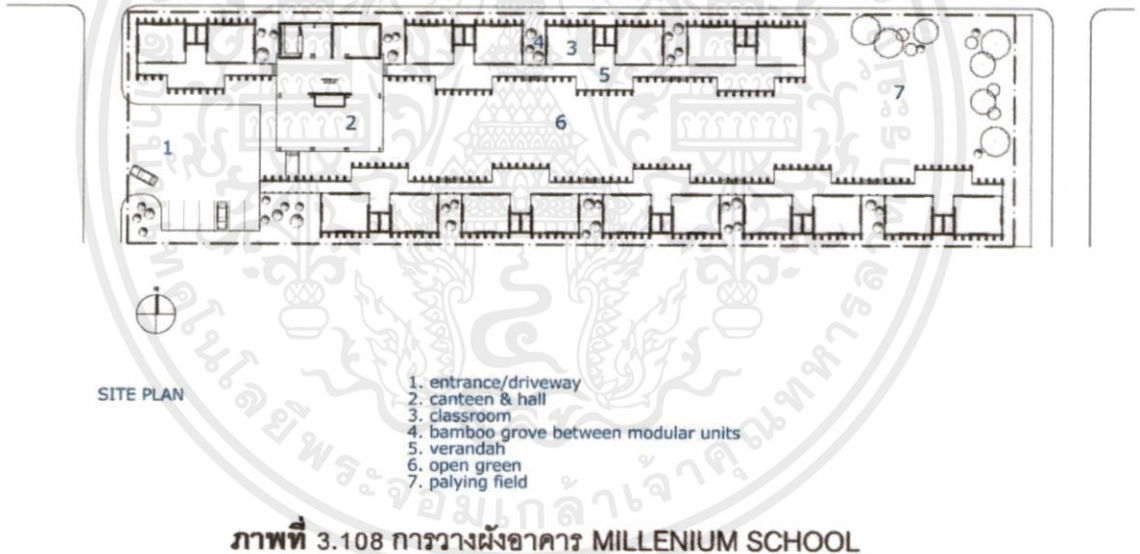 1
2
3
4
5
6
7
N
SITE PLAN
1. entrance/driveway
2. canteen & hall
3. classroom
4. bamboo grove between modular units
5. verandah
6. open green
7. palying field
ภาพที่ 3.108 การวางผังอาคาร MILLENIUM SCHOOL